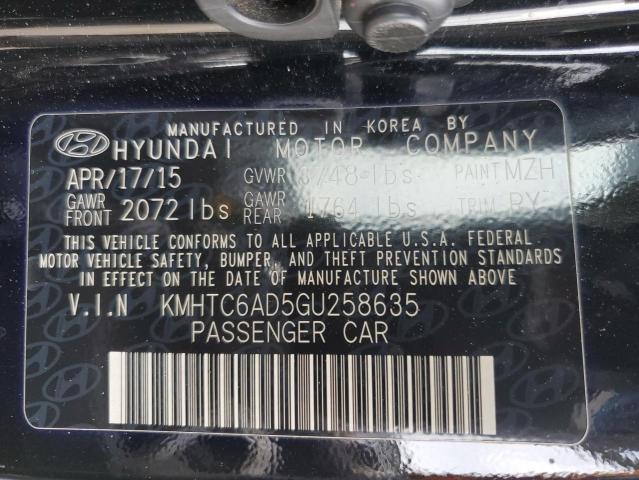 MANUFACTURED IN KOREA BY
HYUNDAI MOTOR COMPANY
APR/17/15 GVWR 3748 lbs PAINT MZH
GAWR FRONT 2072 lbs GAWR REAR 1764 lbs TRIM
THIS VEHICLE CONFORMS TO ALL APPLICABLE U.S.A. FEDERAL
MOTOR VEHICLE SAFETY, BUMPER, AND THEFT PREVENTION STANDARDS
IN EFFECT ON THE DATE OF MANUFACTURE SHOWN ABOVE
V.I.N KMHTC6AD5GU258635
PASSENGER CAR